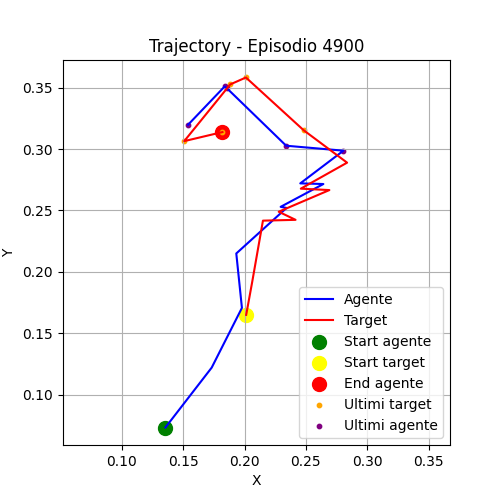 Trajectory - Episodio 4900
0.35
0.30
0.25
0.20
0.15
0.10
Y
Agente
Target
Start agente
Start target
End agente
Ultimi target
Ultimi agente
0.10 0.15 0.20 0.25 0.30 0.35
X